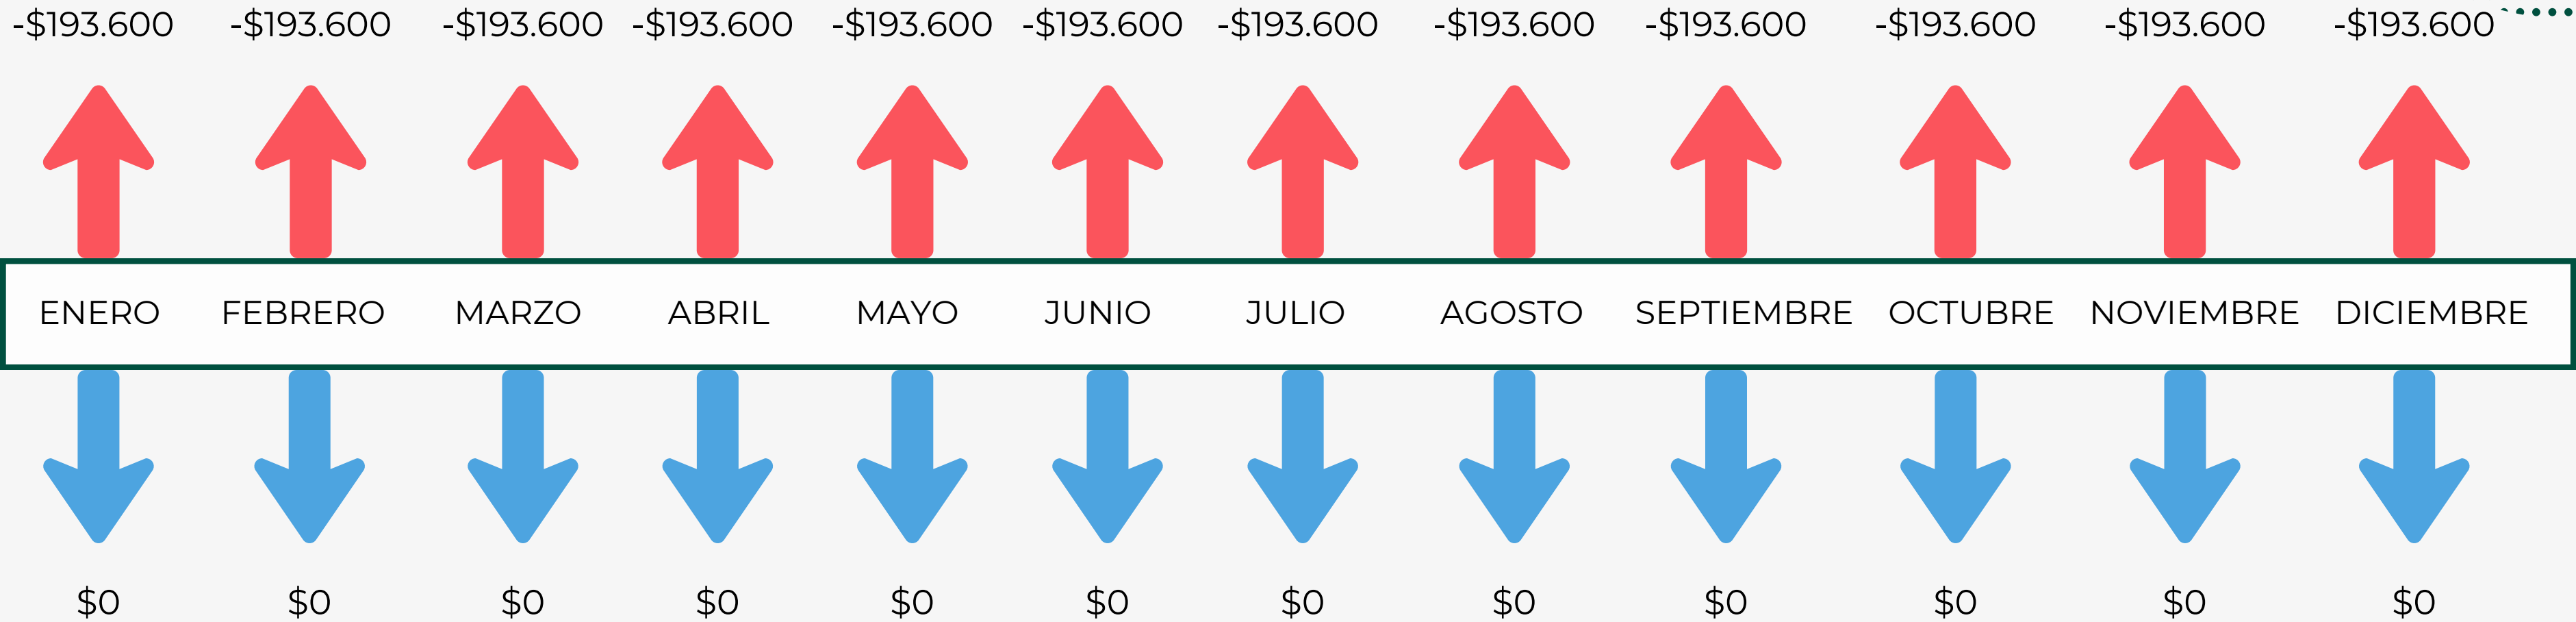 -$193.600 -$193.600 -$193.600 -$193.600 -$193.600 -$193.600 -$193.600 -$193.600 -$193.600 -$193.600 -$193.600 -$193.600
ENERO FEBRERO MARZO ABRIL MAYO JUNIO JULIO AGOSTO SEPTIEMBRE OCTUBRE NOVIEMBRE DICIEMBRE
$0 $0 $0 $0 $0 $0 $0 $0 $0 $0 $0 $0